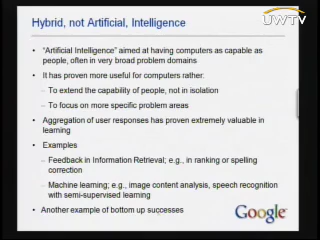 UWTV
Hybrid, not Artificial, Intelligence
• "Artificial Intelligence" aimed at having computers as capable as
people, often in very broad problem domains
• It has proven more useful for computers rather:
– To extend the capability of people, not in isolation
– To focus on more specific problem areas
• Aggregation of user responses has proven extremely valuable in
learning
• Examples
– Feedback in Information Retrieval; e.g., in ranking or spelling
correction
– Machine learning; e.g., image content analysis, speech recognition
with semi-supervised learning
• Another example of bottom up successes
Google